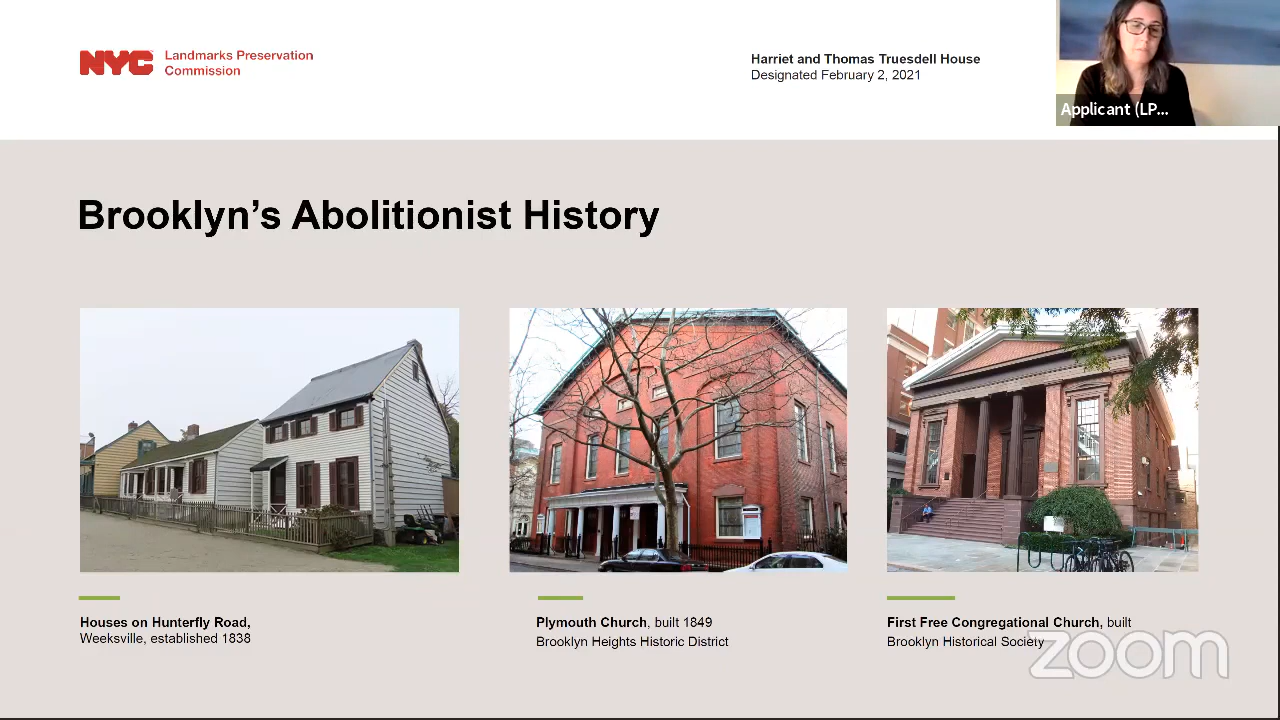 NYC
Landmarks Preservation
Commission
Harriet and Thomas Truesdell House
Designated February 2, 2021
Applicant (LP...
Brooklyn's Abolitionist History
Houses on Hunterfly Road,
Weeksville, established 1838
Plymouth Church, built 1849
Brooklyn Heights Historic District
First Free Congregational Church, built
Brooklyn Historical Society
zoom